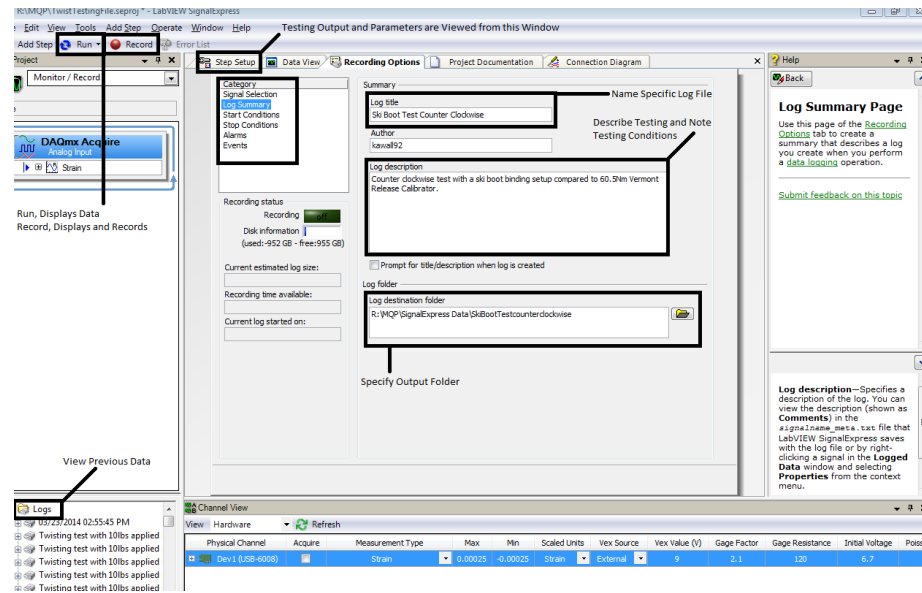 R:\MQP\TwistTestingFile.seproj * - LabVIEW SignalExpress
Edit View Tools Add Step Operate Window Help
Testing Output and Parameters are Viewed from this Window
Add Step Run Record Error List
Project
Monitor / Record
DAQmx Acquire
Analog Input
Strain
Run, Displays Data
Record, Displays and Records
View Previous Data
Logs
03/23/2014 02:55:45 PM
Twisting test with 10lbs applied
Twisting test with 10lbs applied
Twisting test with 10lbs applied
Twisting test with 10lbs applied
Twisting test with 10lbs applied
Step Setup Data View Recording Options Project Documentation Connection Diagram
Category
Signal Selection
Log Summary
Start Conditions
Stop Conditions
Alarms
Events
Recording status
Recording off
Disk information
(used:-952 GB - free:955 GB)
Current estimated log size:
Recording time available:
Current log started on:
Summary
Log title
Ski Boot Test Counter Clockwise
Author
kawall92
Log description
Counter clockwise test with a ski boot binding setup compared to 60.5Nm Vermont
Release Calibrator.
Name Specific Log File
Describe Testing and Note
Testing Conditions
Prompt for title/description when log is created
Log folder
Log destination folder
R:\MQP\SignalExpress Data\SkiBootTestcounterclockwise
Specify Output Folder
Help
Back
Log Summary Page
Use this page of the Recording
Options tab to create a
summary that describes a log
you create when you perform
a data logging operation.
Submit feedback on this topic
Log description—Specifies a
description of the log. You can
view the description (shown as
Comments) in the
signalname_meta.txt file that
LabVIEW SignalExpress saves
with the log file or by right-
clicking a signal in the Logged
Data window and selecting
Properties from the context
menu.
Channel View
View Hardware Refresh
Physical Channel Acquire Measurement Type Max Min Scaled Units Vex Source Vex Value (V) Gage Factor Gage Resistance Initial Voltage Poiss
Dev1 (USB-6008) Strain 0.00025 -0.00025 Strain External 9 2.1 120 6.7